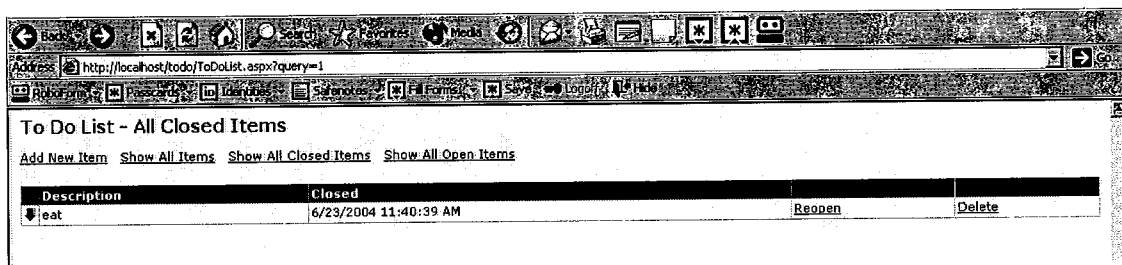 Back Search Favorites Media
Address http://localhost/todo/ToDoList.aspx?query=1 Go
RoboForm Passcards Identities Safenotes Fill Forms Save Logoff Hide
To Do List - All Closed Items
Add New Item Show All Items Show All Closed Items Show All Open Items
Description Closed
eat 6/23/2004 11:40:39 AM Reopen Delete